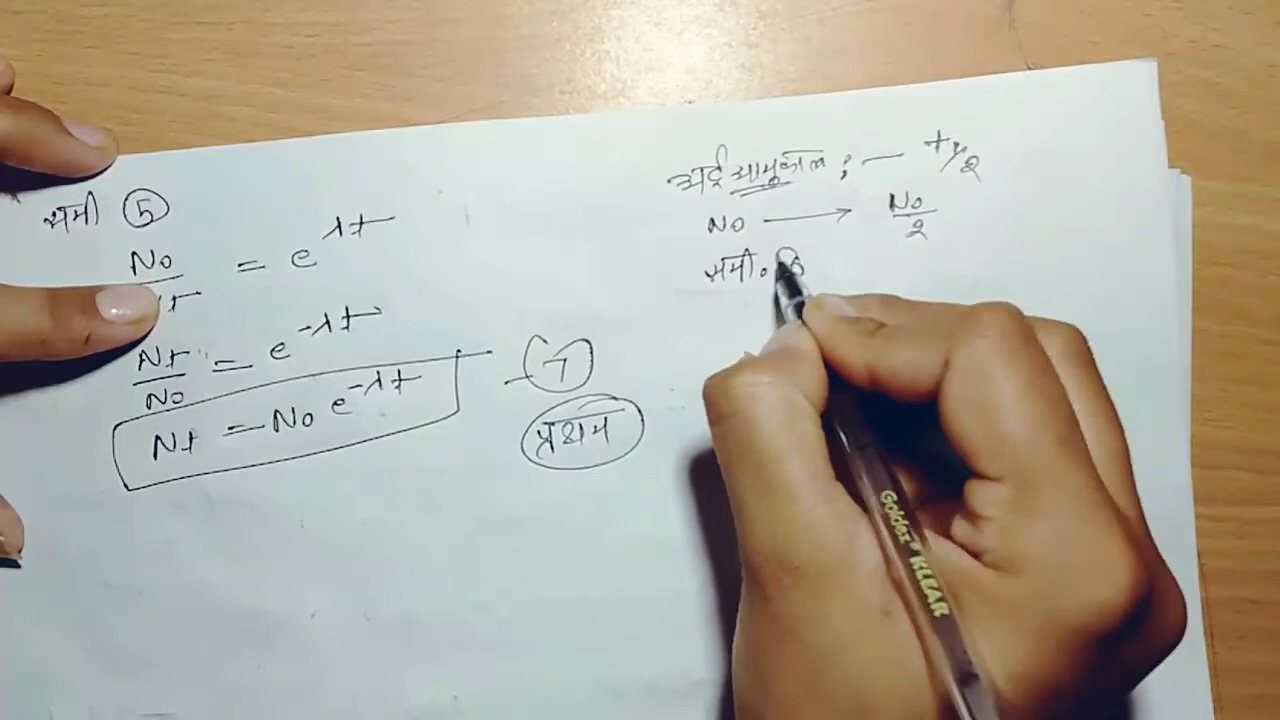 समी ⑤
No/Nt = e^λt
Nt/No = e^-λt
Nt = No e^-λt — ⑦
प्रथम
अर्द्ध आयुकाल :— t½
No → No/2
समी०
Goldex KLEAR